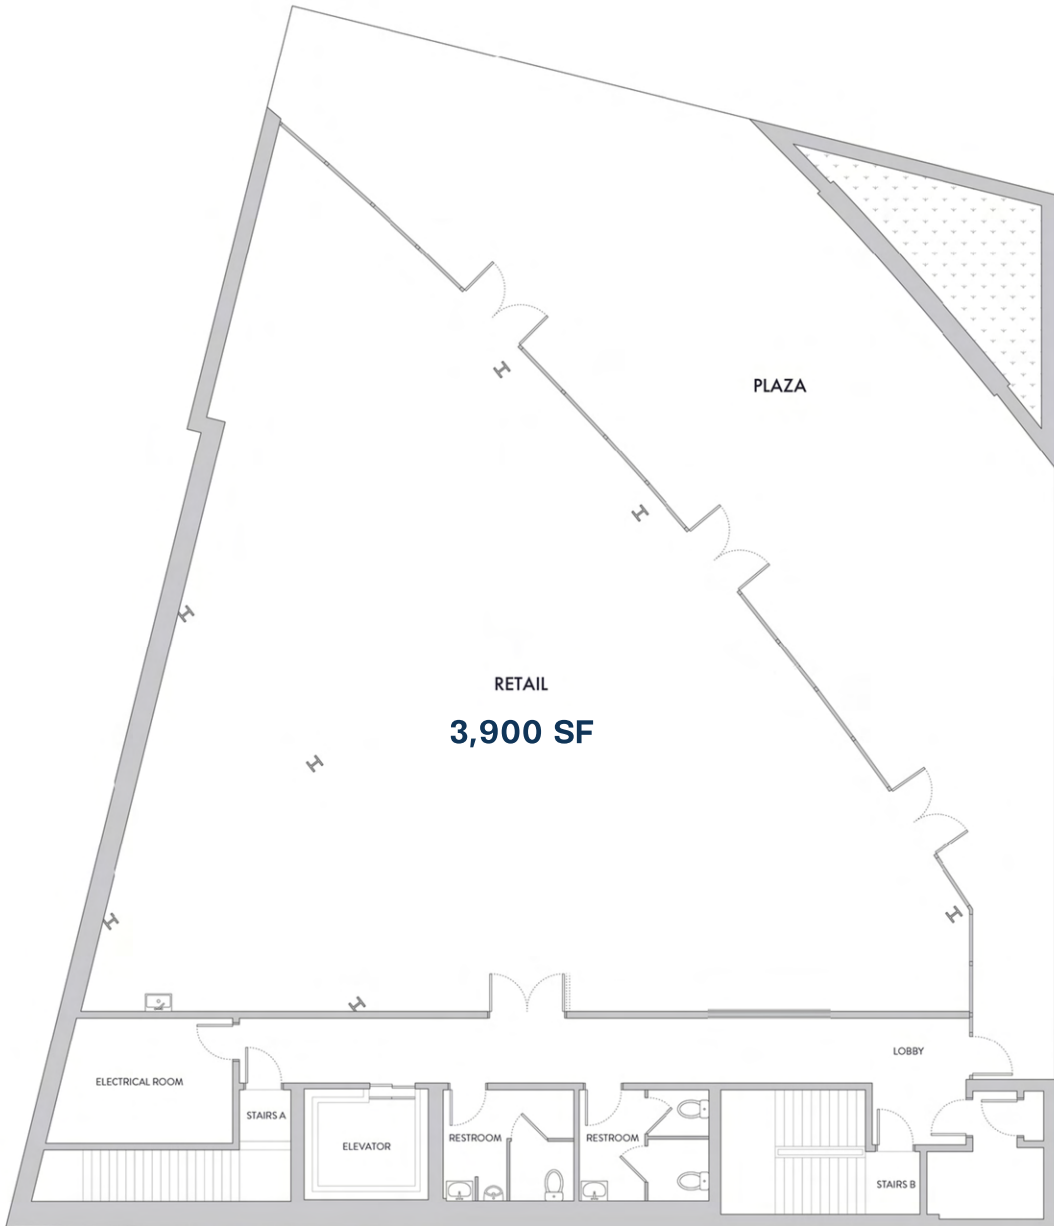 PLAZA
RETAIL
3,900 SF
LOBBY
ELECTRICAL ROOM
STAIRS A
RESTROOM
RESTROOM
ELEVATOR
STAIRS B